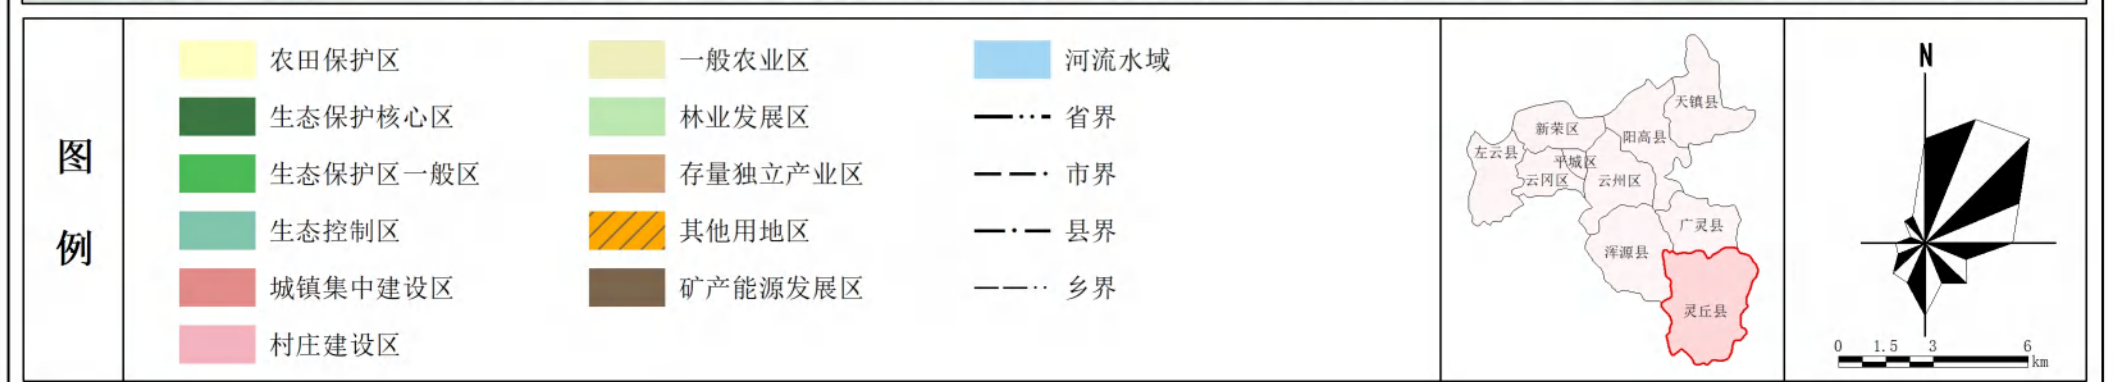 图例
农田保护区
生态保护核心区
生态保护区一般区
生态控制区
城镇集中建设区
村庄建设区
一般农业区
林业发展区
存量独立产业区
其他用地区
矿产能源发展区
河流水域
省界
市界
县界
乡界
天镇县
新荣区
阳高县
左云县
平城区
云冈区
云州区
广灵县
浑源县
灵丘县
N
0 1.5 3 6
km